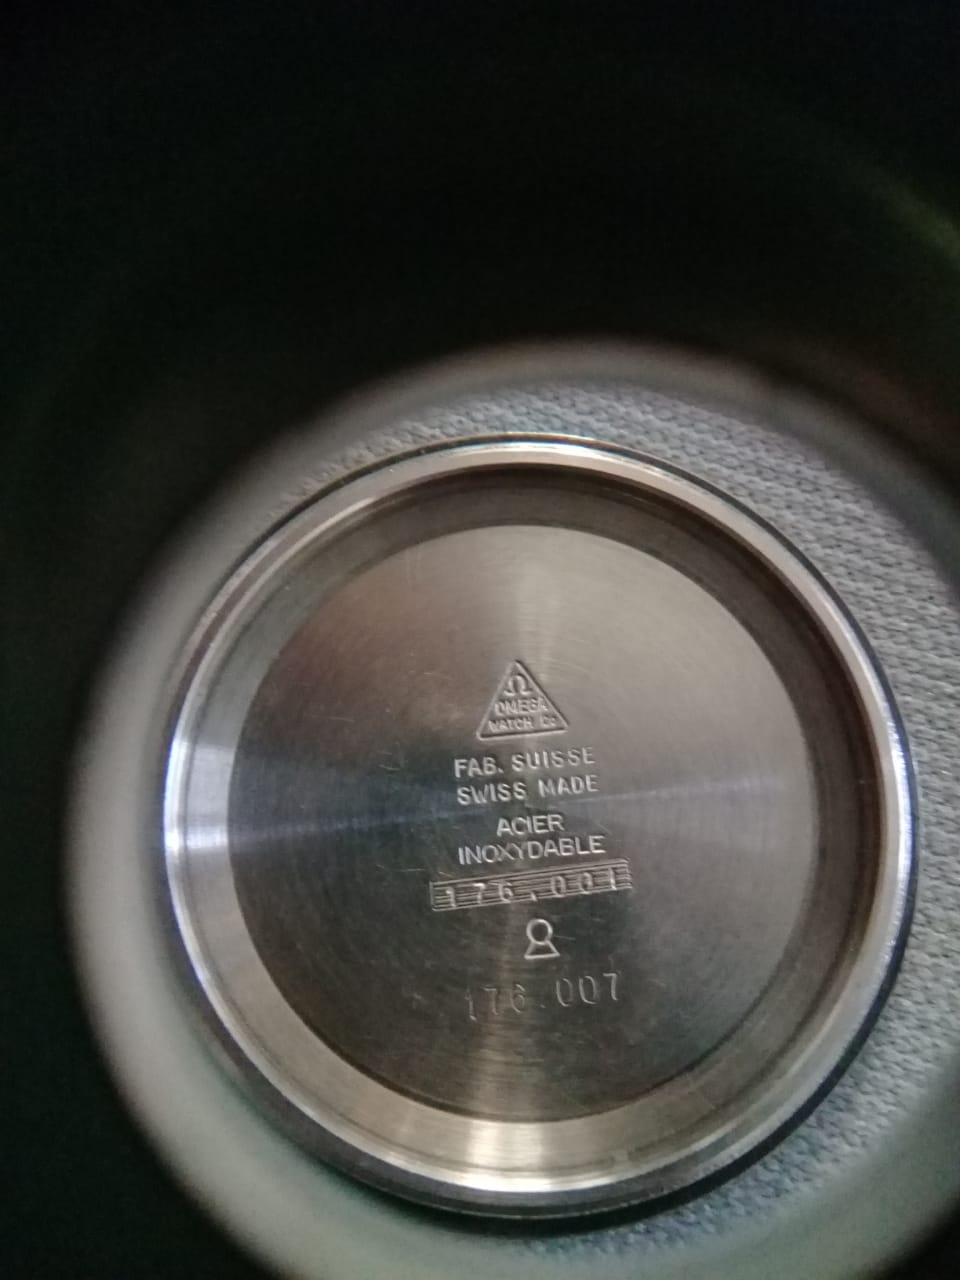 Ω
OMEGA
WATCH Co
FAB. SUISSE
SWISS MADE
ACIER
INOXYDABLE
176.001
176.007